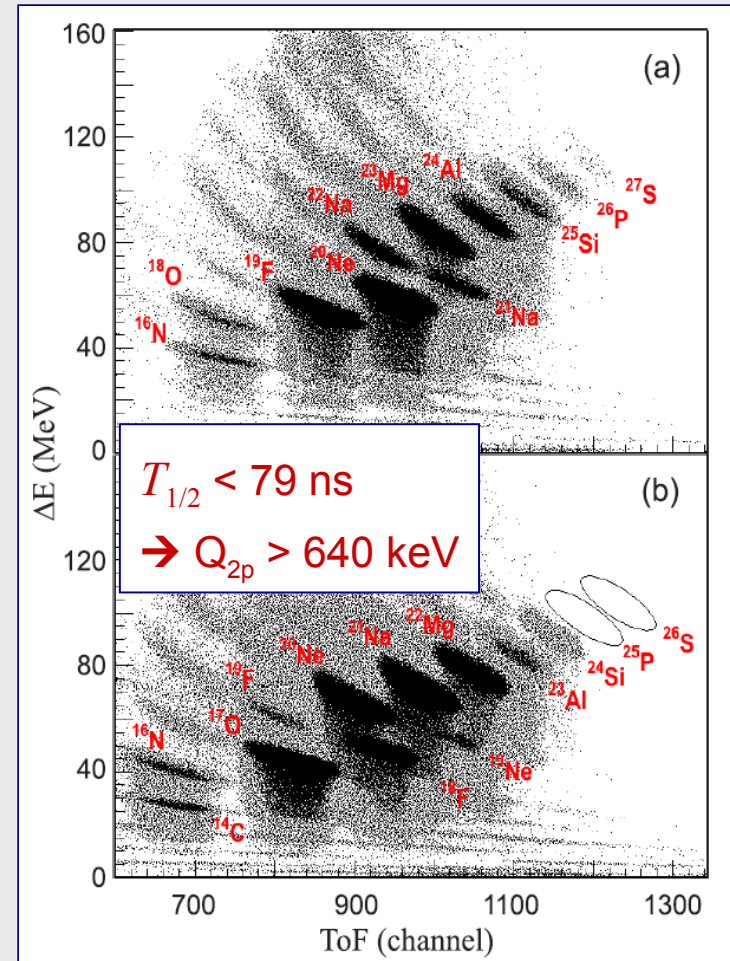 160
(a)
120
²⁴Al
²³Mg
²⁷S
²²Na
²⁶P
80
²⁵Si
²⁰Ne
¹⁹F
¹⁸O
²¹Na
¹⁶N
40
0
ΔE (MeV)
T₁/₂ < 79 ns
➔ Q₂ₚ > 640 keV
(b)
120
²²Mg
²¹Na
²⁶S
²⁰Ne
²⁵P
80
²⁴Si
¹⁹F
²³Al
¹⁷O
¹⁶N
¹⁹Ne
40
¹⁸F
¹⁴C
0
700 900 1100 1300
ToF (channel)